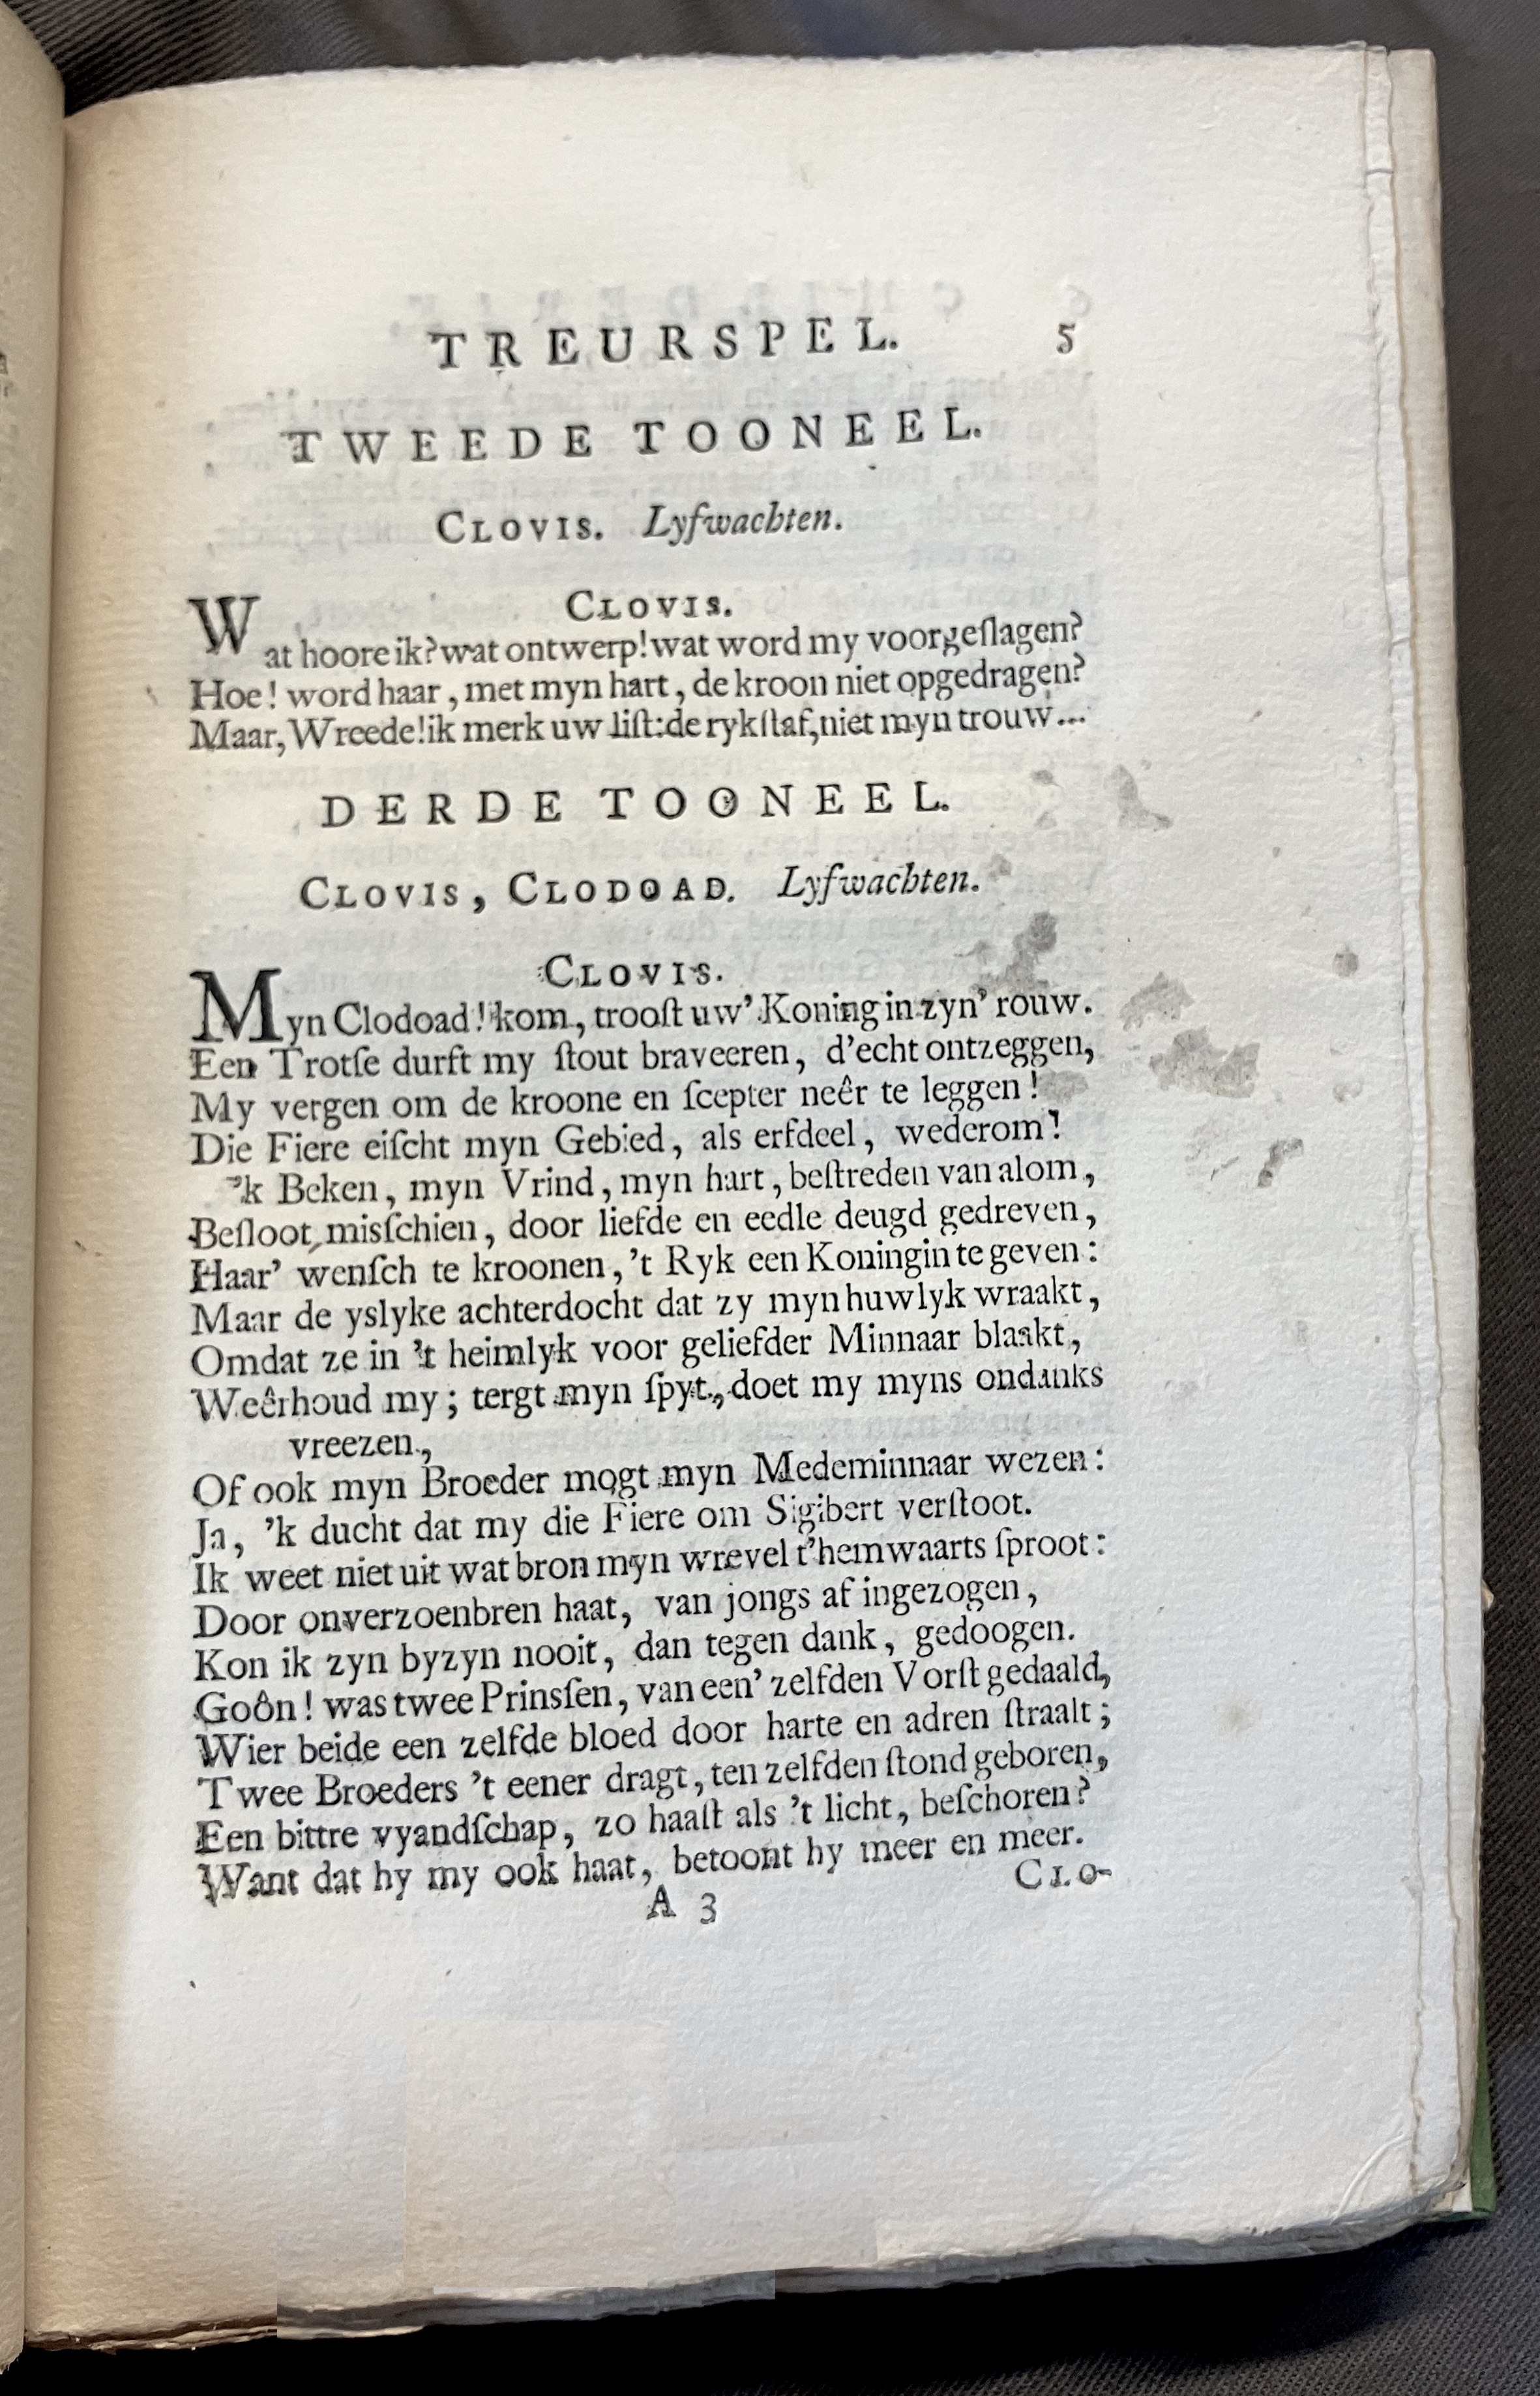 TREURSPEL. 5
TWEEDE TOONEEL.
CLOVIS. Lyfwachten.
CLOVIS.
Wat hoore ik? wat ontwerp! wat word my voorgeſlagen?
Hoe! word haar, met myn hart, de kroon niet opgedragen?
Maar, Wreede! ik merk uw liſt: de rykſtaf, niet myn trouw...
DERDE TOONEEL.
CLOVIS, CLODOAD. Lyfwachten.
CLOVIS.
Myn Clodoad! kom, trooſt uw' Koning in zyn' rouw.
Een Trotſe durft my ſtout braveeren, d'echt ontzeggen,
My vergen om de kroone en ſcepter neêr te leggen!
Die Fiere eiſcht myn Gebied, als erfdeel, wederom!
'k Beken, myn Vrind, myn hart, beſtreden van alom,
Beſloot misſchien, door liefde en eedle deugd gedreven,
Haar' wenſch te kroonen, 't Ryk een Koningin te geven:
Maar de yslyke achterdocht dat zy myn huwlyk wraakt,
Omdat ze in 't heimlyk voor geliefder Minnaar blaakt,
Weêrhoud my; tergt myn ſpyt, doet my myns ondanks
vreezen,
Of ook myn Broeder mogt myn Medeminnaar wezen:
Ja, 'k ducht dat my die Fiere om Sigibert verſtoot.
Ik weet niet uit wat bron myn wrevel t'hemwaarts ſproot:
Door onverzoenbren haat, van jongs af ingezogen,
Kon ik zyn byzyn nooit, dan tegen dank, gedoogen.
Goôn! was twee Prinsſen, van een' zelfden Vorſt gedaald,
Wier beide een zelfde bloed door harte en adren ſtraalt;
Twee Broeders 't eener dragt, ten zelfden ſtond geboren,
Een bittre vyandſchap, zo haaſt als 't licht, beſchoren?
Want dat hy my ook haat, betoont hy meer en meer.
A 3 CLO-